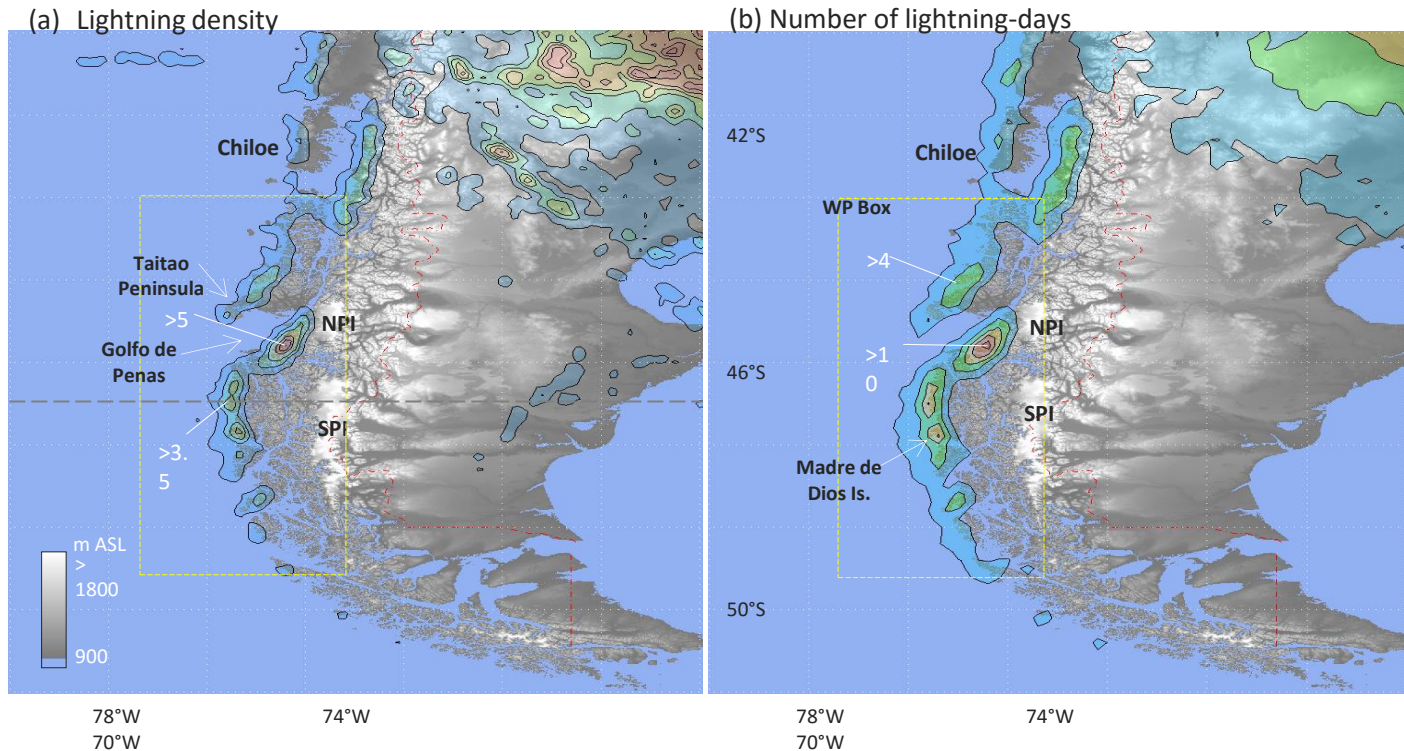 (a) Lightning density
(b) Number of lightning-days
Chiloe
Taitao
Peninsula
>5
NPI
Golfo de
Penas
SPI
>3.
5
m ASL
>
1800
900
78°W
74°W
70°W
42°S
Chiloe
WP Box
>4
NPI
>1
0
46°S
SPI
Madre de
Dios Is.
50°S
78°W
74°W
70°W